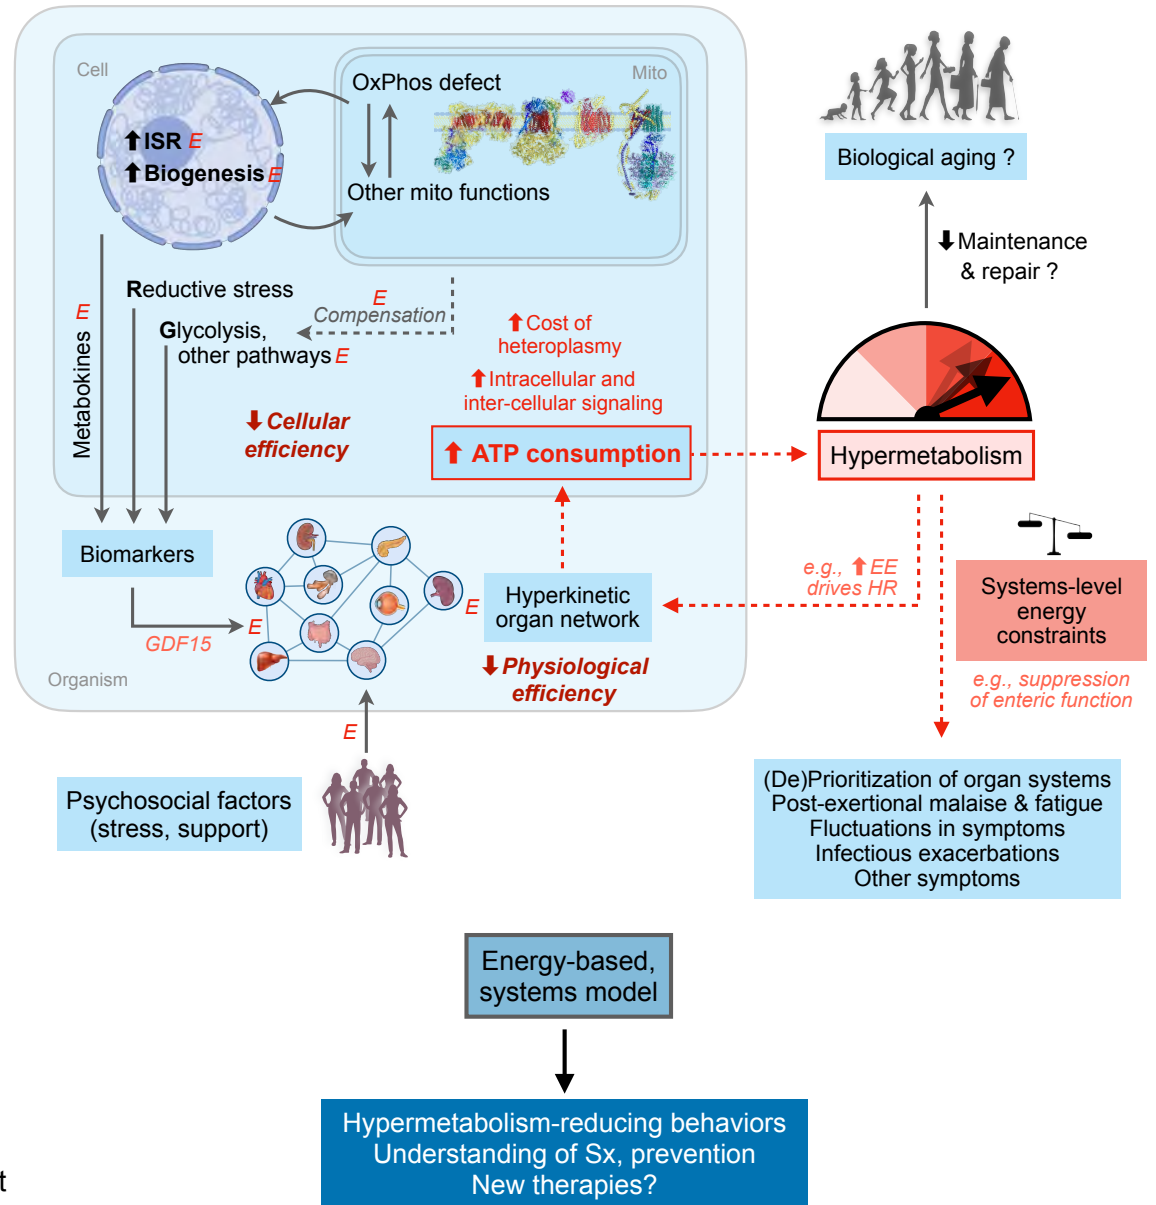 Cell
OxPhos defect
Mito
⬆ISR E
⬆Biogenesis E
Other mito functions
Biological aging ?
⬇Maintenance
& repair ?
Metabokines E
Reductive stress
Glycolysis,
other pathways E
E
Compensation
⬆Cost of
heteroplasmy
⬆Intracellular and
inter-cellular signaling
⬇Cellular
efficiency
⬆ ATP consumption
Hypermetabolism
Biomarkers
GDF15
E
E
Hyperkinetic
organ network
⬇Physiological
efficiency
e.g., ⬆EE
drives HR
Systems-level
energy
constraints
e.g., suppression
of enteric function
Organism
E
Psychosocial factors
(stress, support)
(De)Prioritization of organ systems
Post-exertional malaise & fatigue
Fluctuations in symptoms
Infectious exacerbations
Other symptoms
Energy-based,
systems model
Hypermetabolism-reducing behaviors
Understanding of Sx, prevention
New therapies?
t